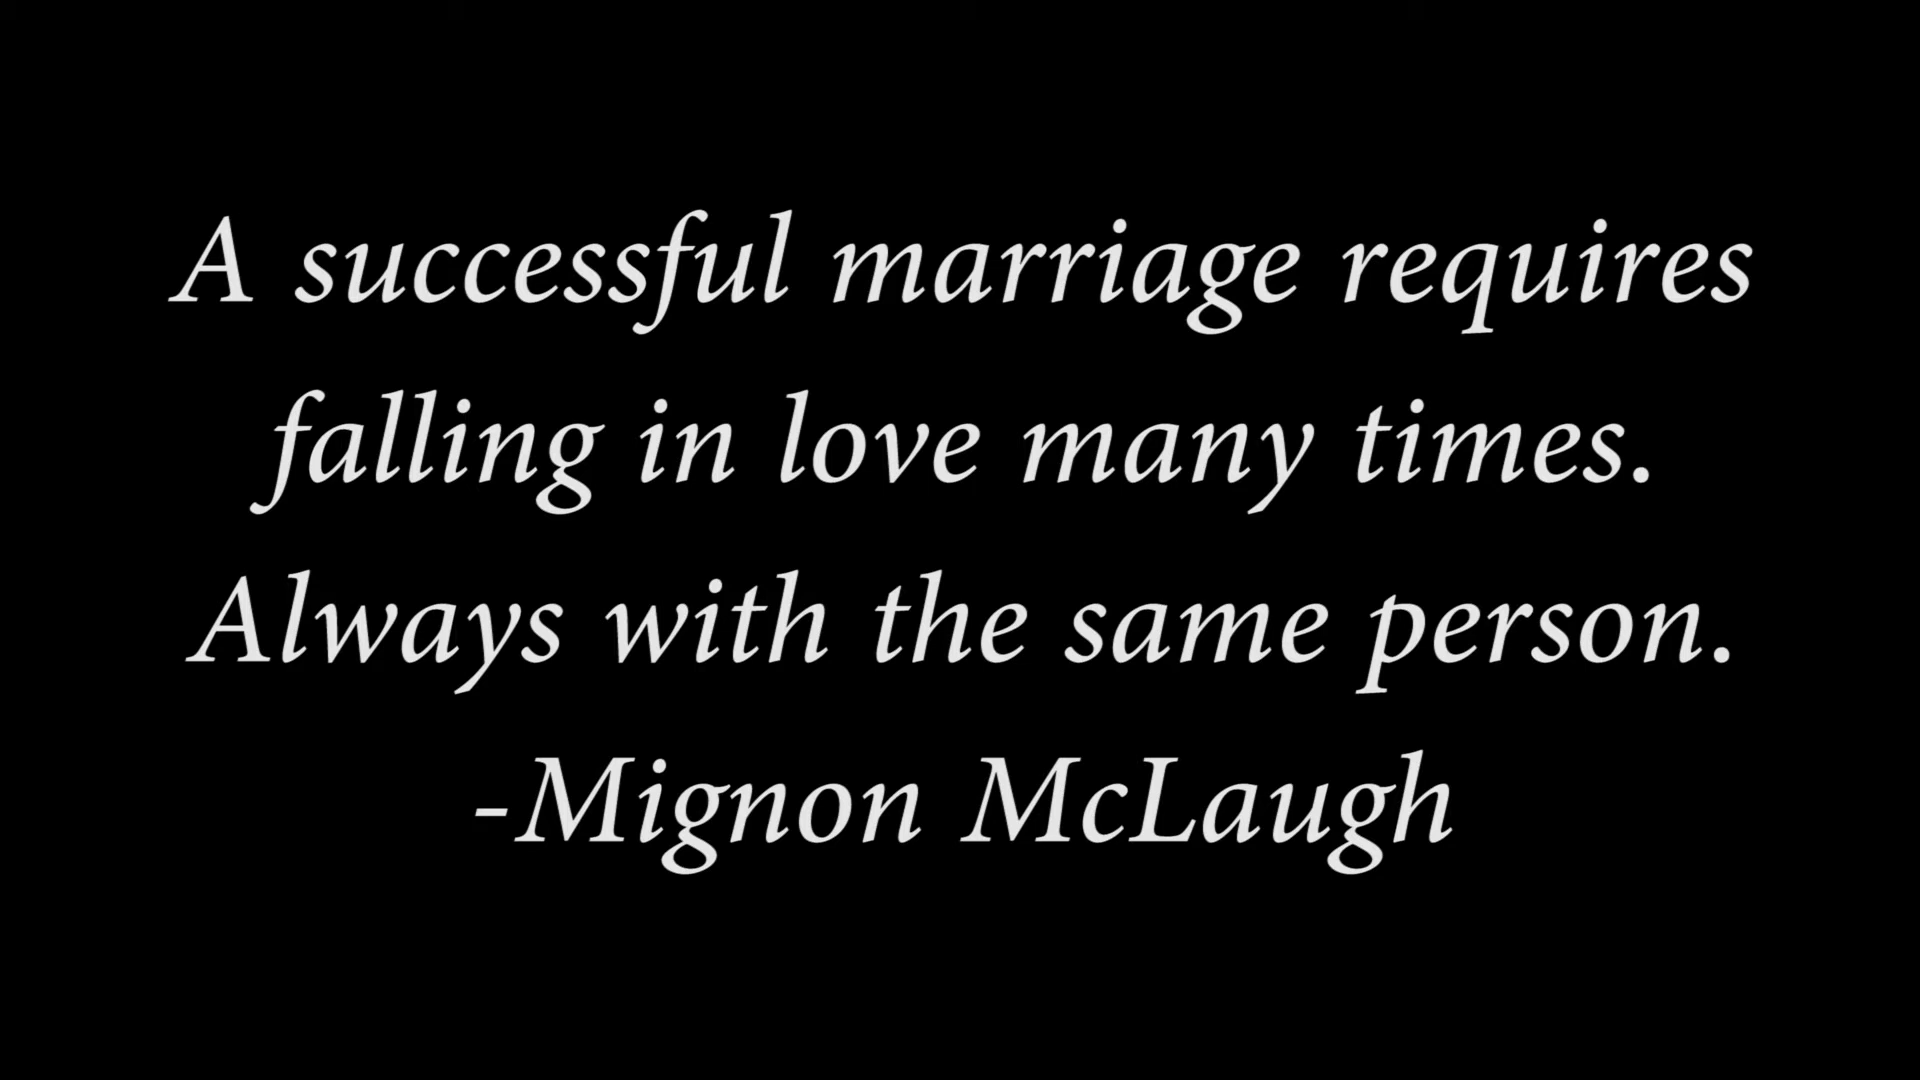 A successful marriage requires
falling in love many times.
Always with the same person.
-Mignon McLaugh